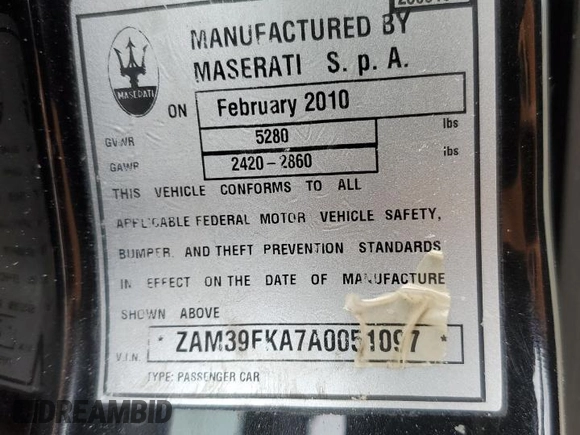 MANUFACTURED BY
MASERATI S. p. A.
MASERATI
ON February 2010
GVWR 5280 lbs
GAWR 2420-2860 lbs
THIS VEHICLE CONFORMS TO ALL
APPLICABLE FEDERAL MOTOR VEHICLE SAFETY,
BUMPER, AND THEFT PREVENTION STANDARDS
IN EFFECT ON THE DATE OF MANUFACTURE
SHOWN ABOVE
V.I.N. * ZAM39FKA7A0051097 *
TYPE: PASSENGER CAR
DREAMBID